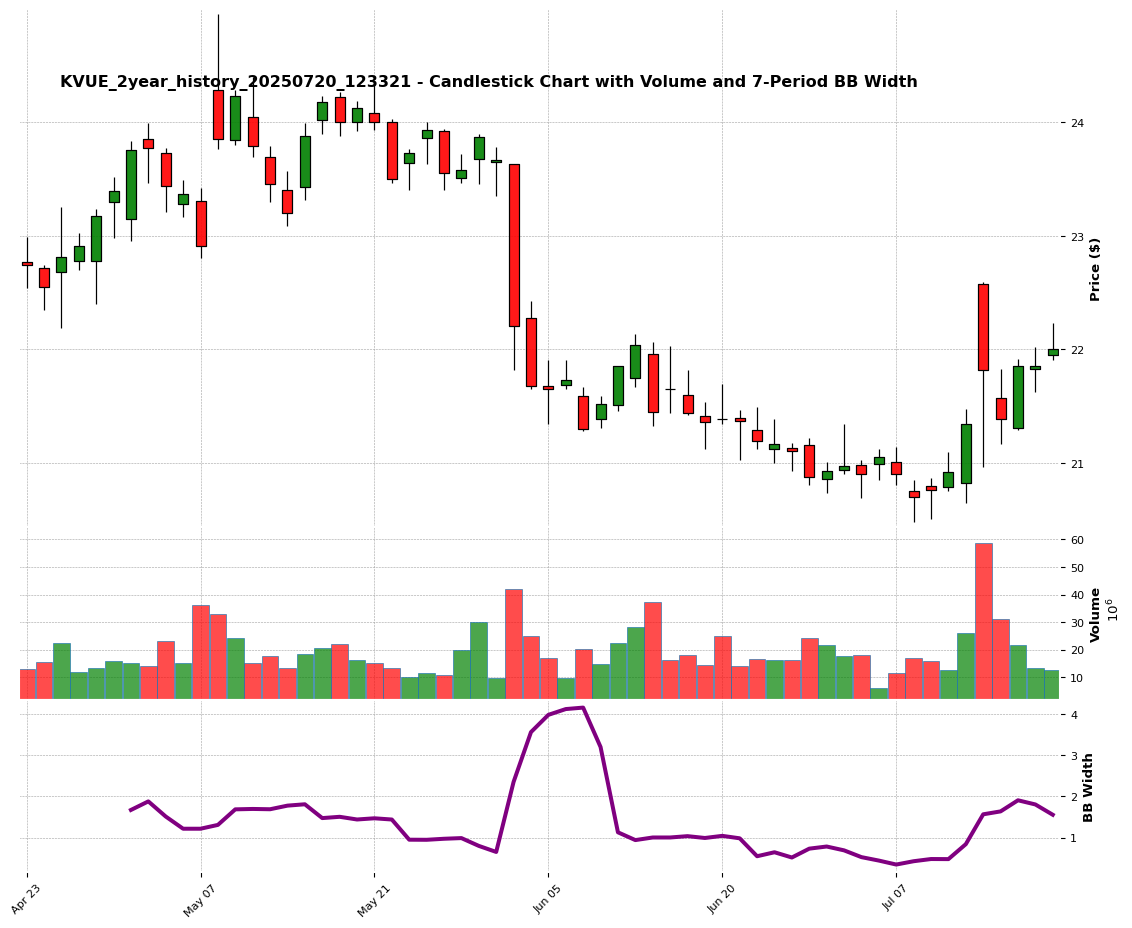 KVUE_2year_history_20250720_123321 - Candlestick Chart with Volume and 7-Period BB Width
24
23
22
21
Price ($)
60
50
40
30
20
10
Volume
10^6
4
3
2
1
BB Width
Apr 23
May 07
May 21
Jun 05
Jun 20
Jul 07